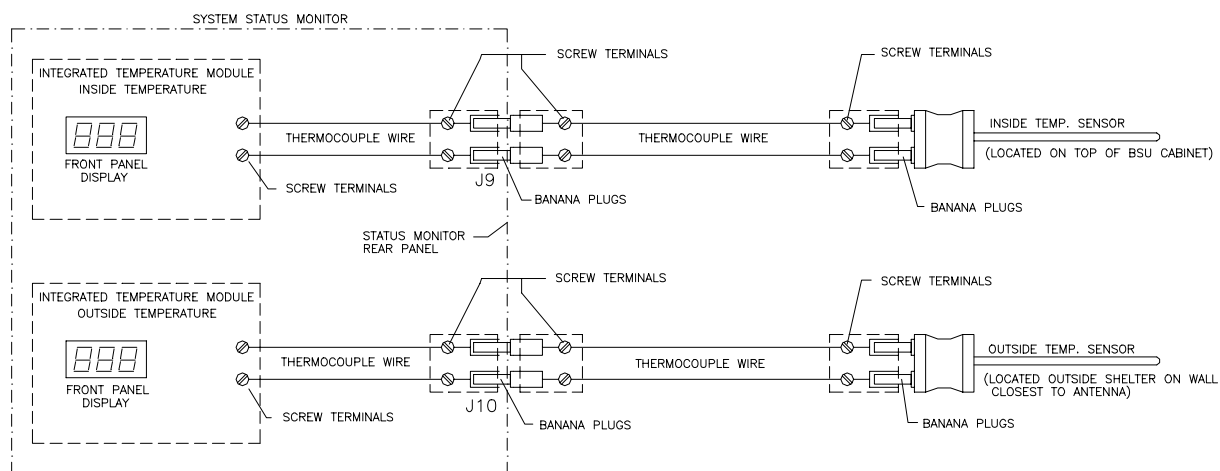 SYSTEM STATUS MONITOR
INTEGRATED TEMPERATURE MODULE
INSIDE TEMPERATURE
888
FRONT PANEL
DISPLAY
SCREW TERMINALS
THERMOCOUPLE WIRE
SCREW TERMINALS
J9
BANANA PLUGS
THERMOCOUPLE WIRE
SCREW TERMINALS
BANANA PLUGS
INSIDE TEMP. SENSOR
(LOCATED ON TOP OF BSU CABINET)
STATUS MONITOR
REAR PANEL
INTEGRATED TEMPERATURE MODULE
OUTSIDE TEMPERATURE
888
FRONT PANEL
DISPLAY
SCREW TERMINALS
THERMOCOUPLE WIRE
SCREW TERMINALS
J10
BANANA PLUGS
THERMOCOUPLE WIRE
SCREW TERMINALS
BANANA PLUGS
OUTSIDE TEMP. SENSOR
(LOCATED OUTSIDE SHELTER ON WALL
CLOSEST TO ANTENNA)